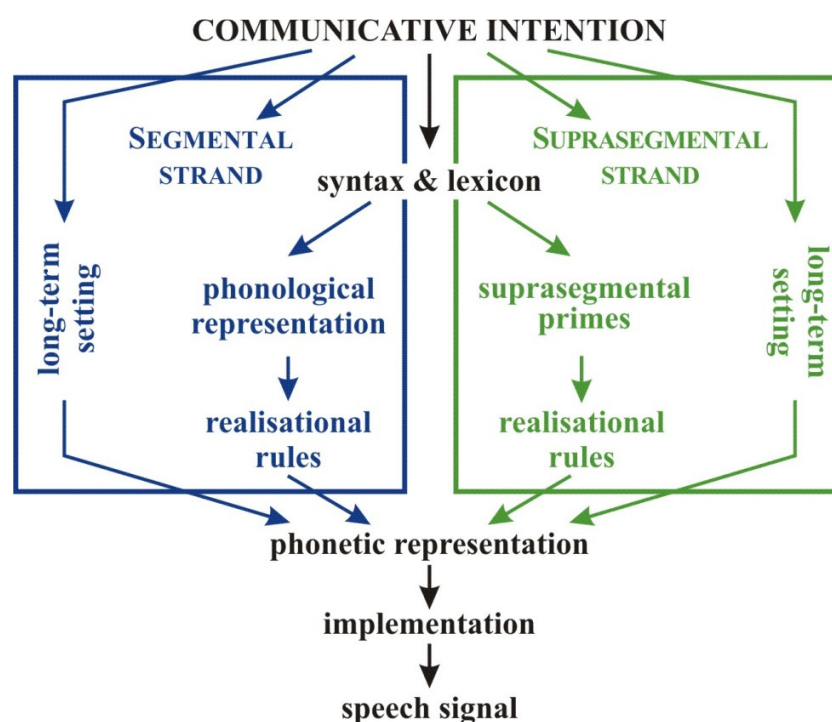 COMMUNICATIVE INTENTION
SEGMENTAL
STRAND
SUPRASEGMENTAL
STRAND
syntax & lexicon
long-term
setting
phonological
representation
suprasegmental
primes
long-term
setting
realisational
rules
realisational
rules
phonetic representation
implementation
speech signal